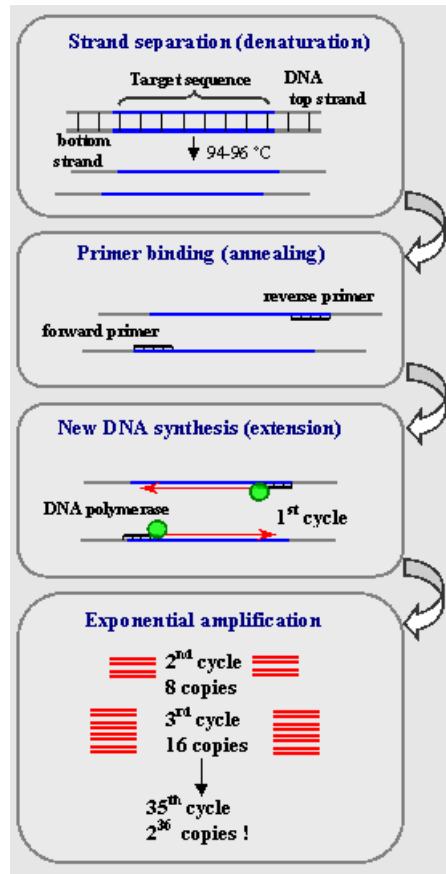 Strand separation (denaturation)
Target sequence
DNA
top strand
bottom
strand
94-96 °C
Primer binding (annealing)
reverse primer
forward primer
New DNA synthesis (extension)
DNA polymerase
1st cycle
Exponential amplification
2nd cycle
8 copies
3rd cycle
16 copies
35th cycle
2^36 copies !